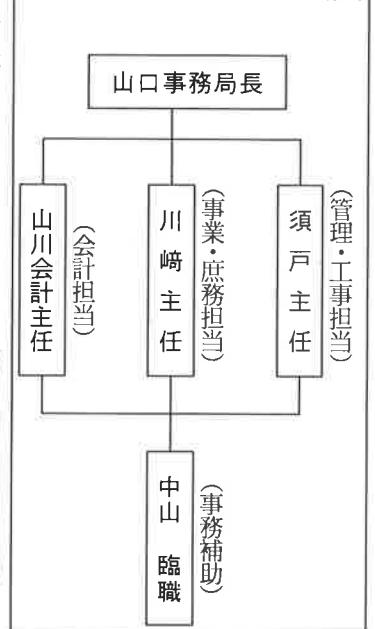 山口事務局長
須戸主任
(管理・工事担当)
川﨑主任
(事業・庶務担当)
山川会計主任
(会計担当)
中山 臨職
(事務補助)